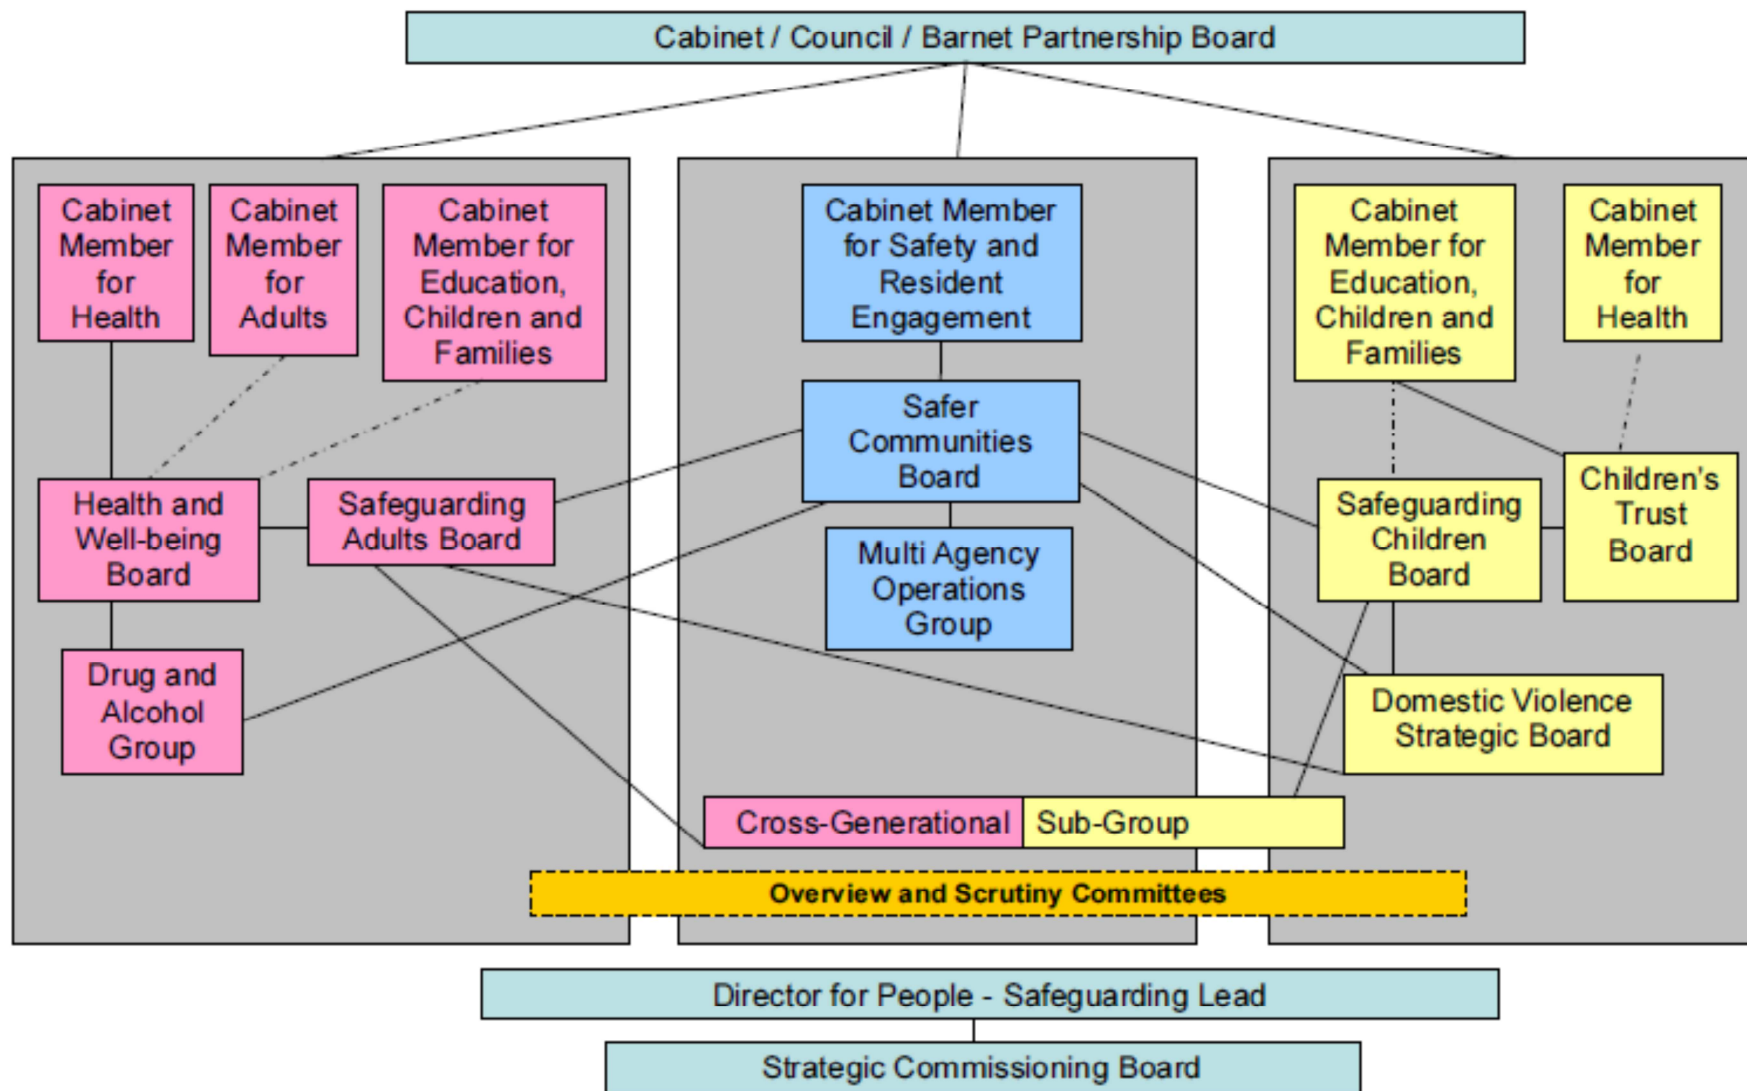 Cabinet / Council / Barnet Partnership Board
Cabinet
Member
for
Health
Cabinet
Member
for
Adults
Cabinet
Member for
Education,
Children and
Families
Cabinet Member
for Safety and
Resident
Engagement
Cabinet
Member for
Education,
Children and
Families
Cabinet
Member
for
Health
Safer
Communities
Board
Health and
Well-being
Board
Safeguarding
Adults Board
Multi Agency
Operations
Group
Safeguarding
Children
Board
Children's
Trust
Board
Drug and
Alcohol
Group
Domestic Violence
Strategic Board
Cross-Generational Sub-Group
Overview and Scrutiny Committees
Director for People - Safeguarding Lead
Strategic Commissioning Board